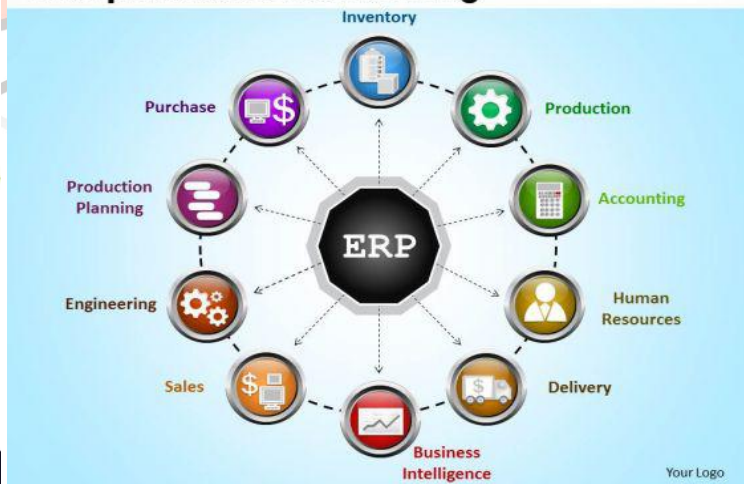 Inventory
Purchase
$
Production
Production
Planning
Accounting
ERP
Engineering
Human
Resources
Sales
$
$
Delivery
Business
Intelligence
Your Logo